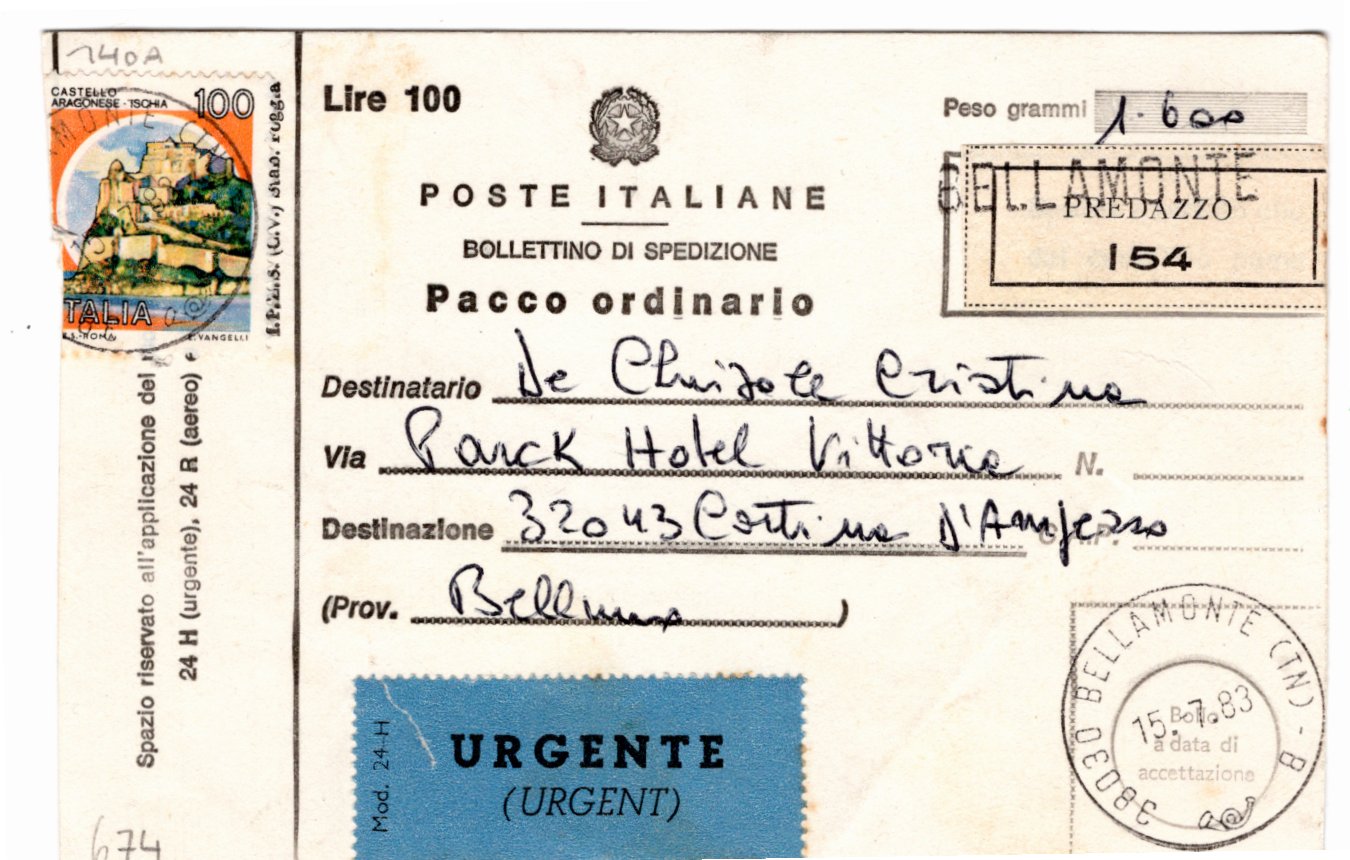 140A
CASTELLO
ARAGONESE - ISCHIA
100
ITALIA
VANGELLI
Lire 100
POSTE ITALIANE
BOLLETTINO DI SPEDIZIONE
Pacco ordinario
Peso grammi 1.600
BELLAMONTE
PREDAZZO
154
Destinatario De Cristina
Via Parck Hotel Vittoria N.
Destinazione 32043 Cortina D'Ampezzo C.A.P.
(Prov. Belluno )
Spazio riservato all'applicazione del
24 H (urgente), 24 R (aereo)
Mod. 24-H
URGENTE
(URGENT)
38030 BELLAMONTE (TN) - B
15.7.83
Bollo
a data di
accettazione
674